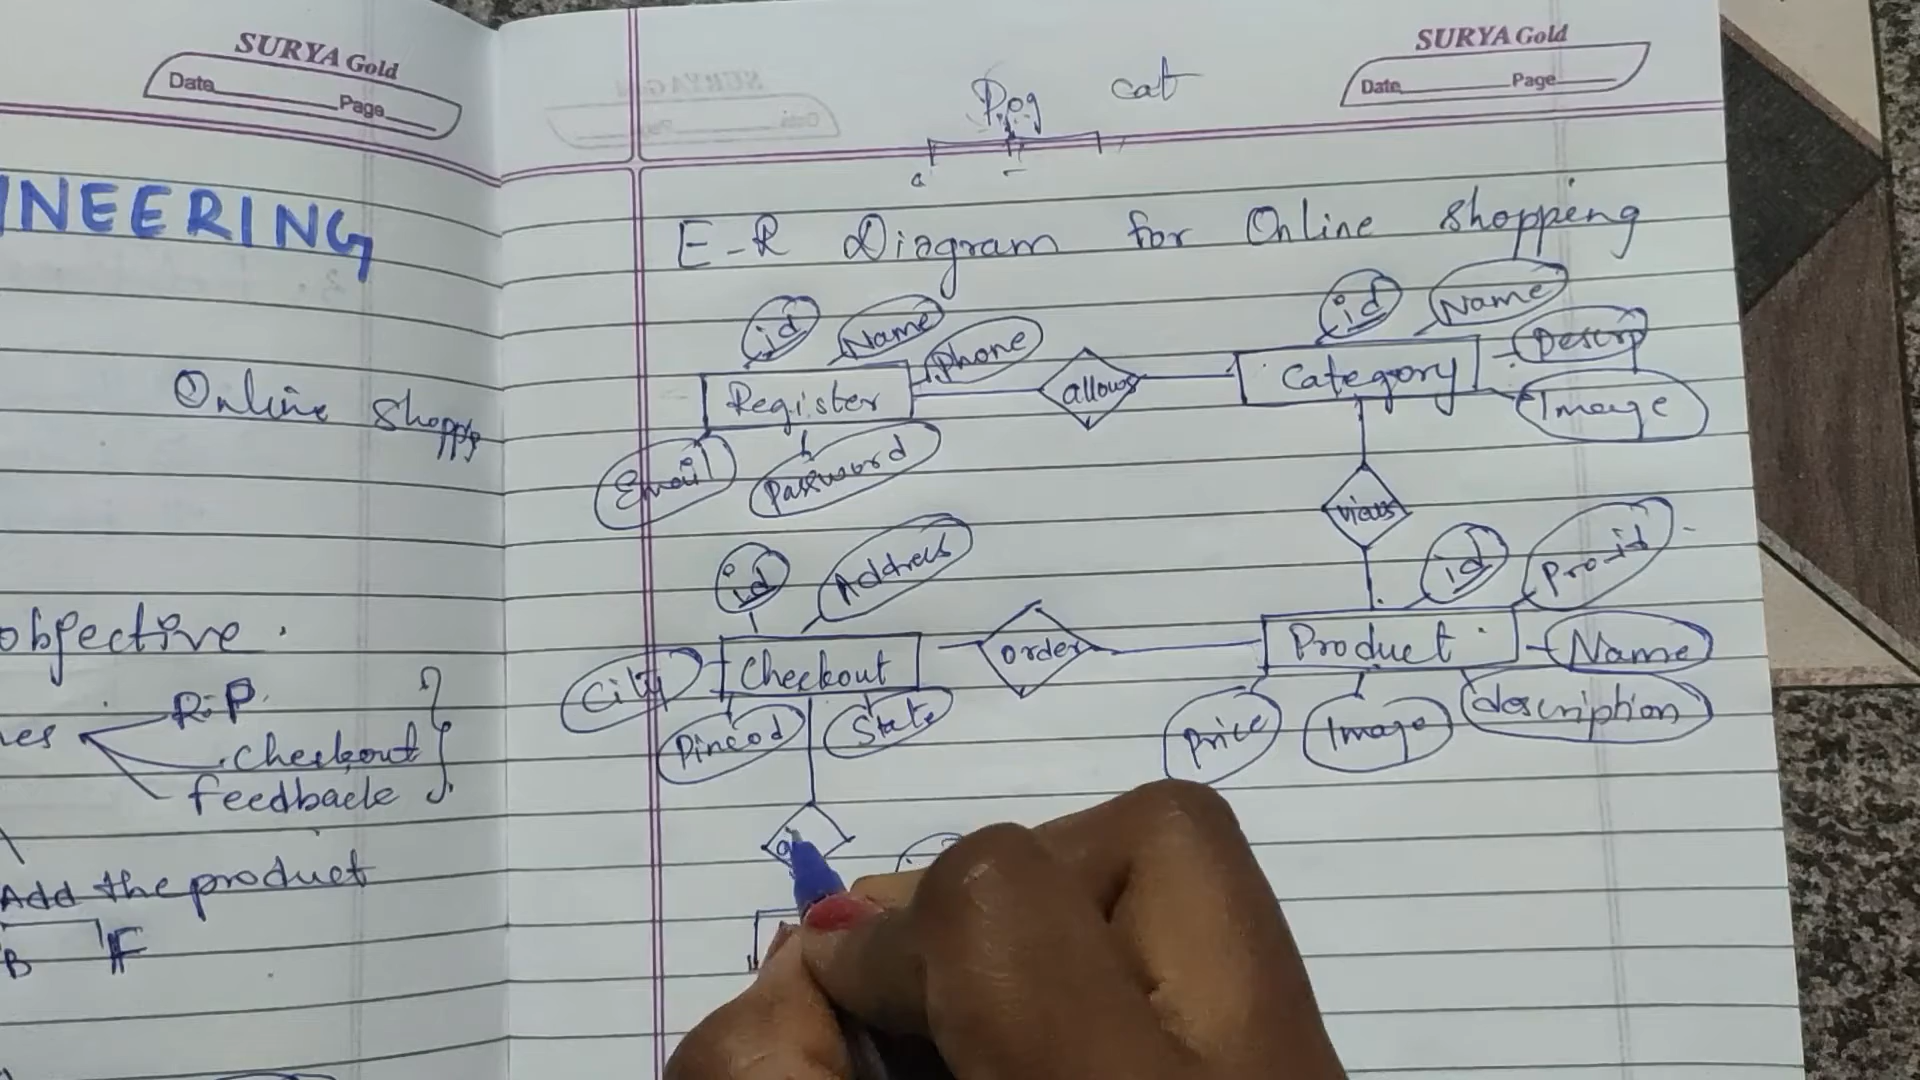 SURYA Gold
Date Page
NEERING
Online Shopp
objective.
R.P.
checkout
feedback
Add the product
B F
SURYA Gold
Date Page
cat
E-R Diagram for Online shopping
id Name Phone
Register
Email Password
allows
id Name Descrp
Category
Image
views
id Address
City Checkout
Pincod State
order
id Pro-id
Product Name
Price Image description